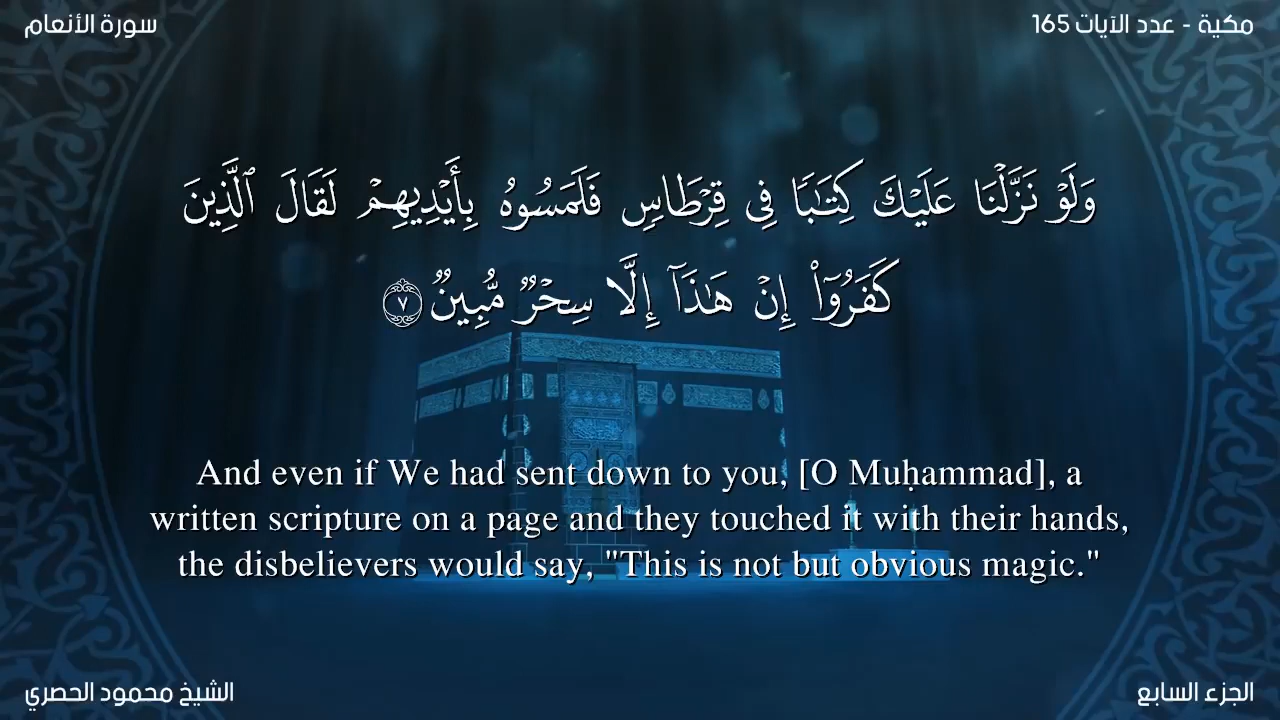 سورة الأنعام
مكية - عدد الآيات 165
وَلَوْ نَزَّلْنَا عَلَيْكَ كِتَٰبًا فِى قِرْطَاسٍ فَلَمَسُوهُ بِأَيْدِيهِمْ لَقَالَ ٱلَّذِينَ
كَفَرُوٓا۟ إِنْ هَٰذَآ إِلَّا سِحْرٌ مُّبِينٌ ٧
And even if We had sent down to you, [O Muḥammad], a
written scripture on a page and they touched it with their hands,
the disbelievers would say, "This is not but obvious magic."
الشيخ محمود الحصري
الجزء السابع